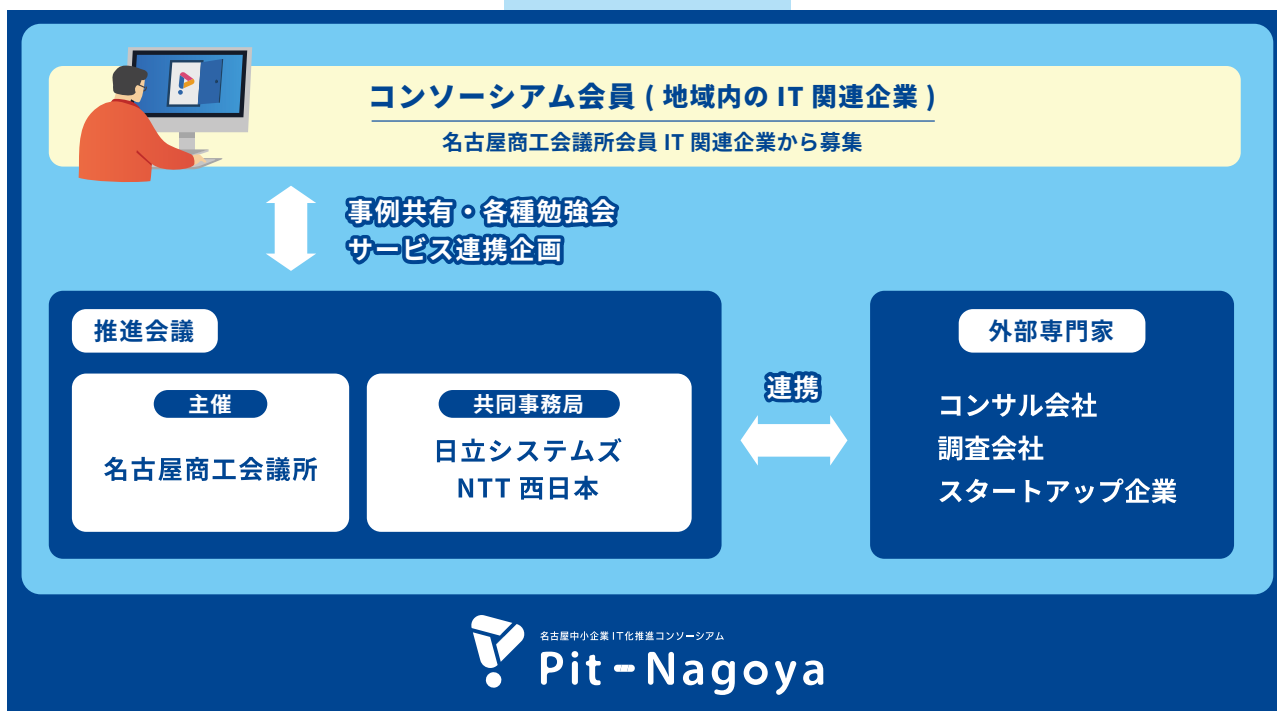 コンソーシアム会員 ( 地域内の IT 関連企業 )
名古屋商工会議所会員 IT 関連企業から募集
事例共有・各種勉強会
サービス連携企画
推進会議
主催
名古屋商工会議所
共同事務局
日立システムズ
NTT 西日本
連携
外部専門家
コンサル会社
調査会社
スタートアップ企業
名古屋中小企業IT化推進コンソーシアム
Pit-Nagoya